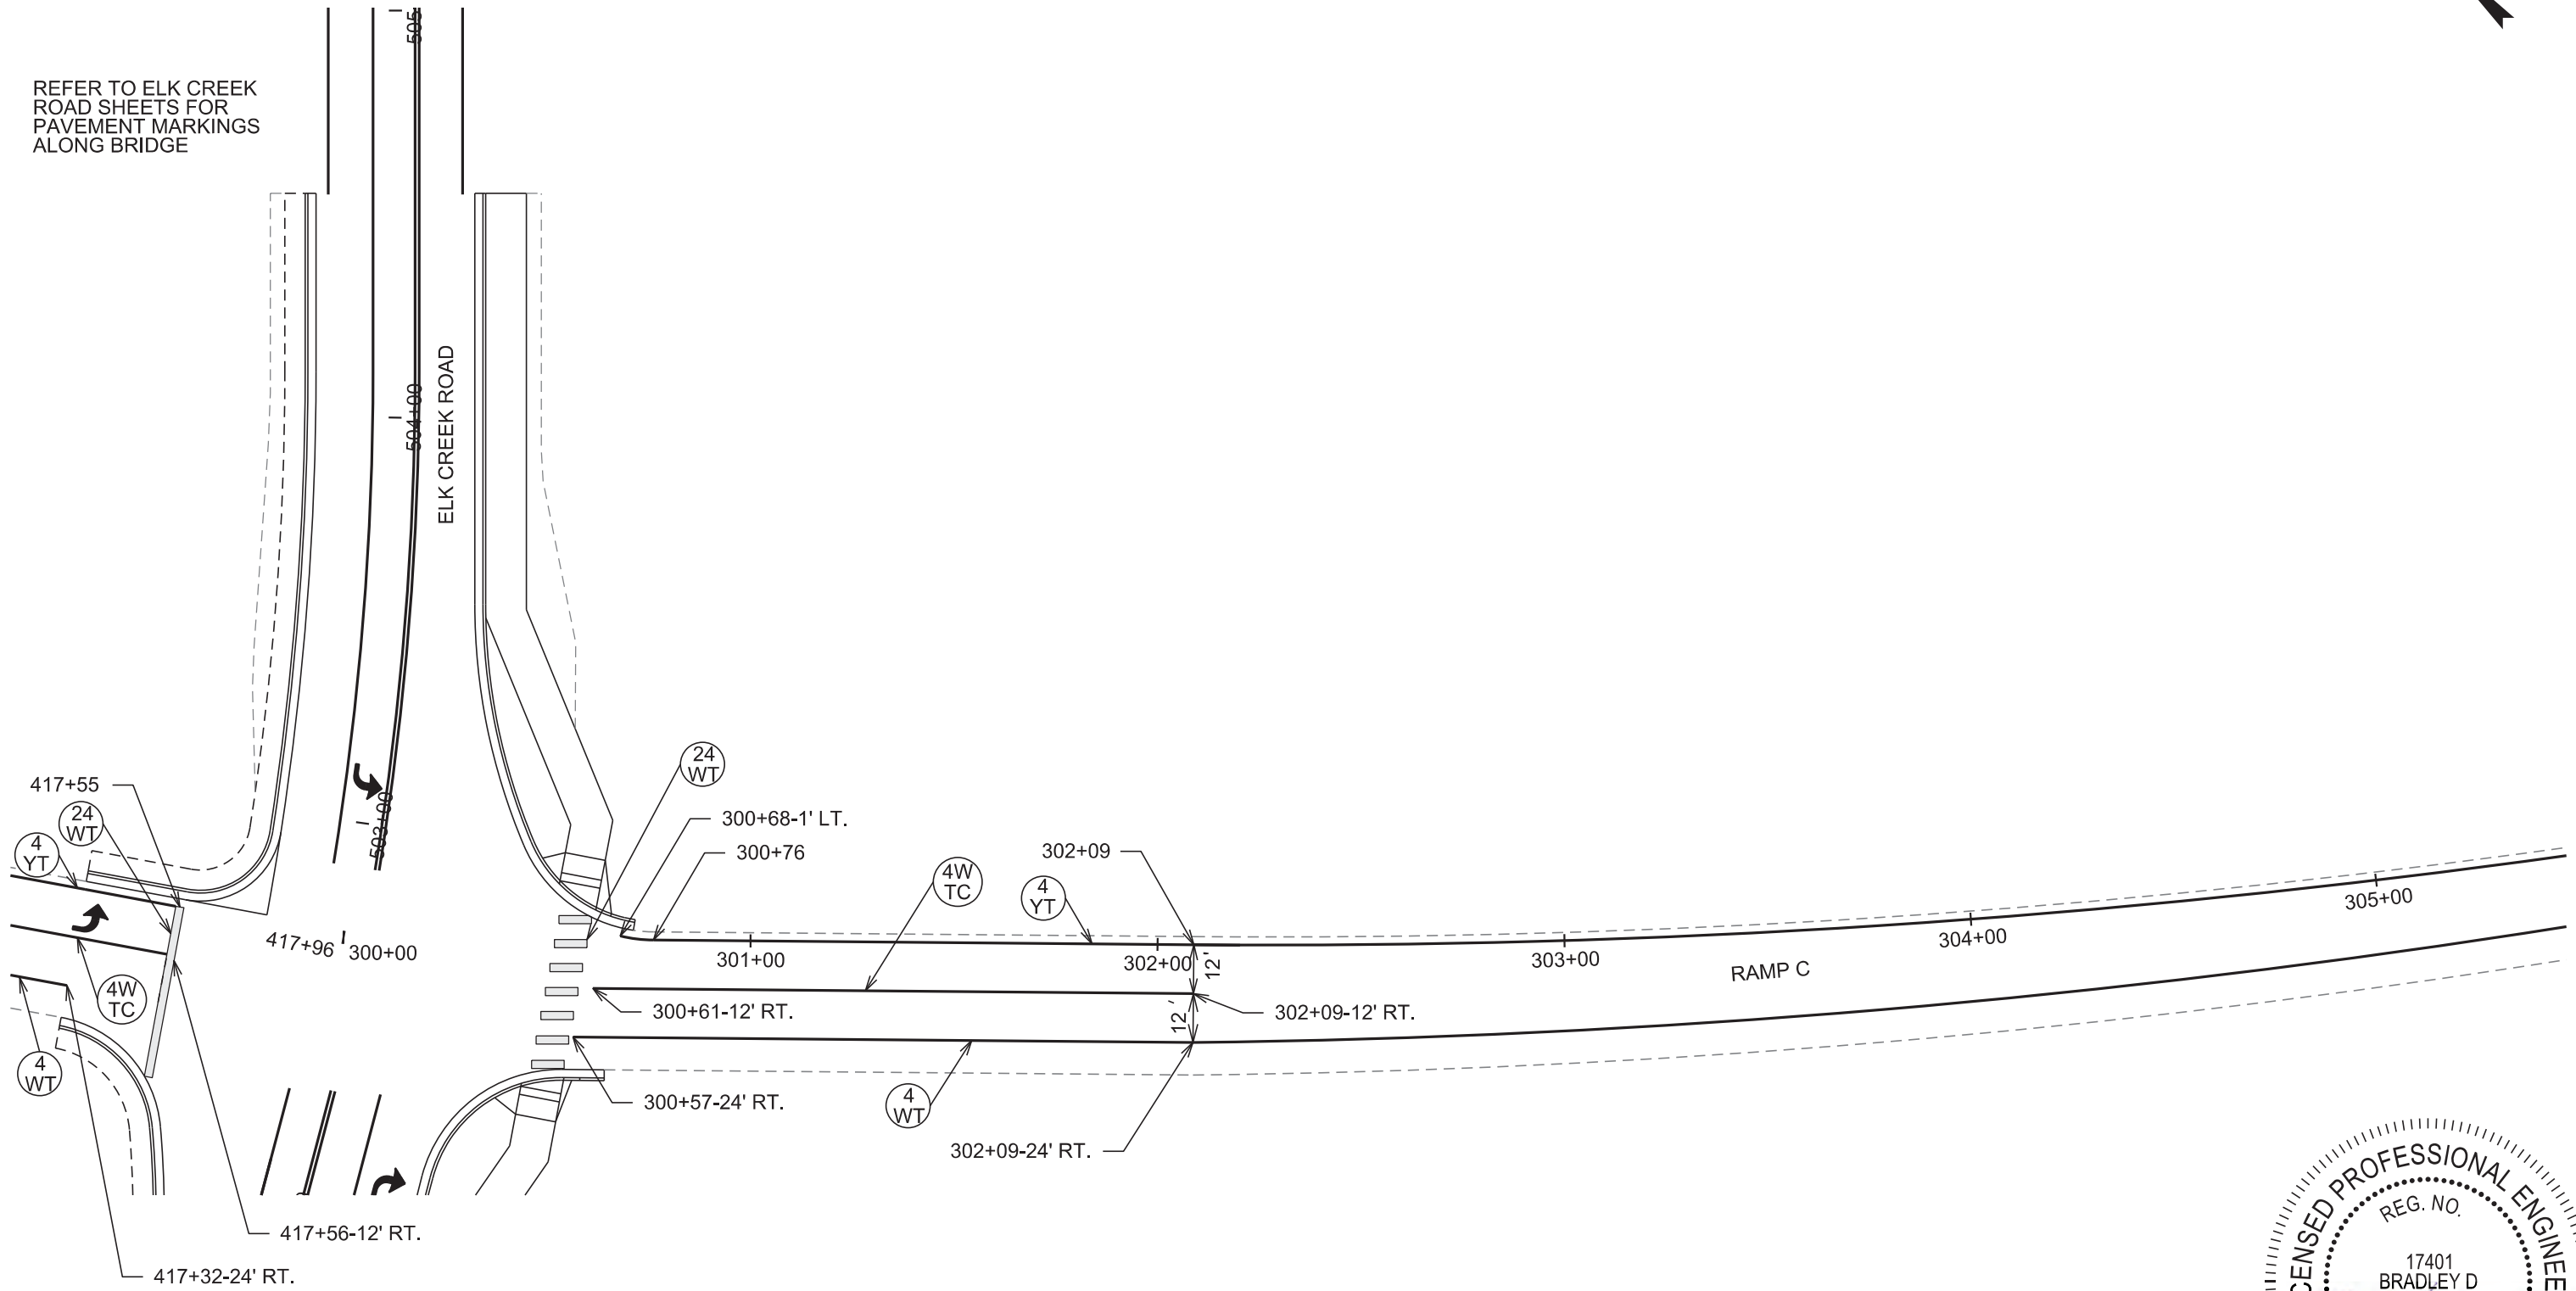 505
REFER TO ELK CREEK
ROAD SHEETS FOR
PAVEMENT MARKINGS
ALONG BRIDGE
504+00
ELK CREEK ROAD
503+00
417+55
24
WT
4
YT
417+96
300+00
4W
TC
4
WT
417+56-12' RT.
417+32-24' RT.
24
WT
300+68-1' LT.
300+76
4W
TC
4
YT
302+09
301+00
302+00
12'
12'
303+00
RAMP C
304+00
305+00
300+61-12' RT.
302+09-12' RT.
300+57-24' RT.
4
WT
302+09-24' RT.
CENSED PROFESSIONAL ENGINEE
REG. NO.
17401
BRADLEY D